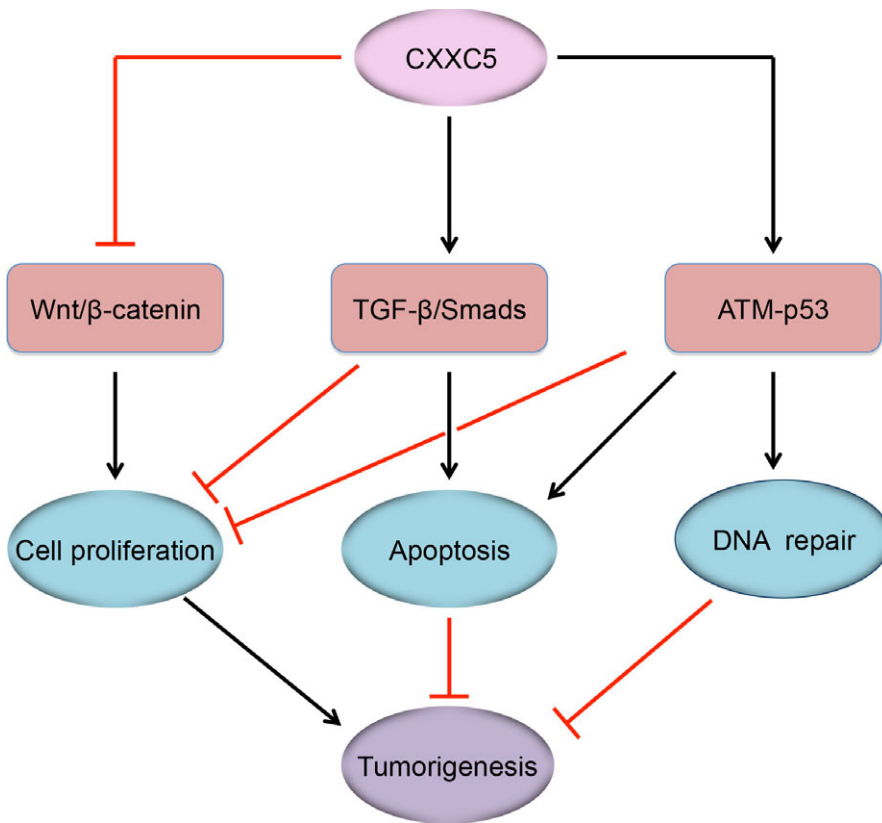 CXXC5
Wnt/β-catenin
TGF-β/Smads
ATM-p53
Cell proliferation
Apoptosis
DNA repair
Tumorigenesis